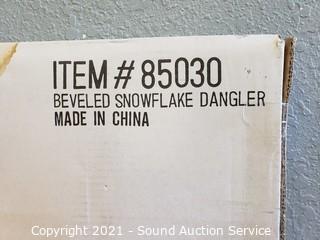 ITEM # 85030
BEVELED SNOWFLAKE DANGLER
MADE IN CHINA
Copyright 2021 - Sound Auction Service